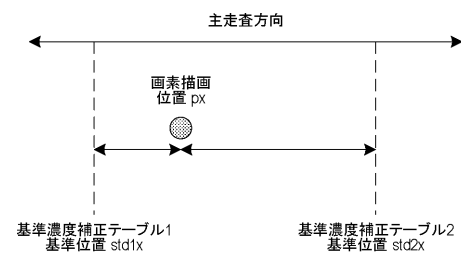 主走査方向
画素描画
位置 px
基準濃度補正テーブル1
基準位置 std1x
基準濃度補正テーブル2
基準位置 std2x